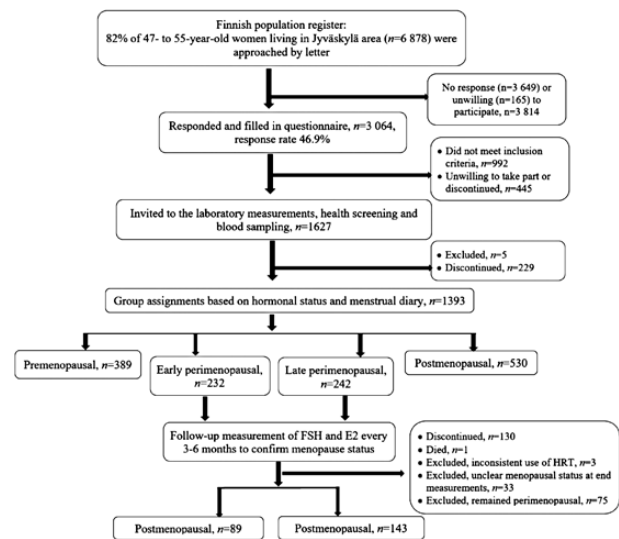 Finnish population register:
82% of 47- to 55-year-old women living in Jyväskylä area (n=6 878) were
approached by letter
No response (n=3 649) or
unwilling (n=165) to
participate, n=3 814
Responded and filled in questionnaire, n=3 064,
response rate 46.9%
• Did not meet inclusion
criteria, n=992
• Unwilling to take part or
discontinued, n=445
Invited to the laboratory measurements, health screening and
blood sampling,
n=1627
• Excluded, n=5
• Discontinued, n=229
Group assignments based on hormonal status and menstrual diary, n=1393
Premenopausal, n=389
Early perimenopausal,
n=232
Late perimenopausal,
n=242
Postmenopausal, n=530
Follow-up measurement of FSH and E2 every
3-6 months to confirm menopause status
• Discontinued, n=130
• Died, n=1
• Excluded, inconsistent use of HRT, n=3
• Excluded, unclear menopausal status at end
measurements, n=33
• Excluded, remained perimenopausal, n=75
Postmenopausal, n=89
Postmenopausal, n=143